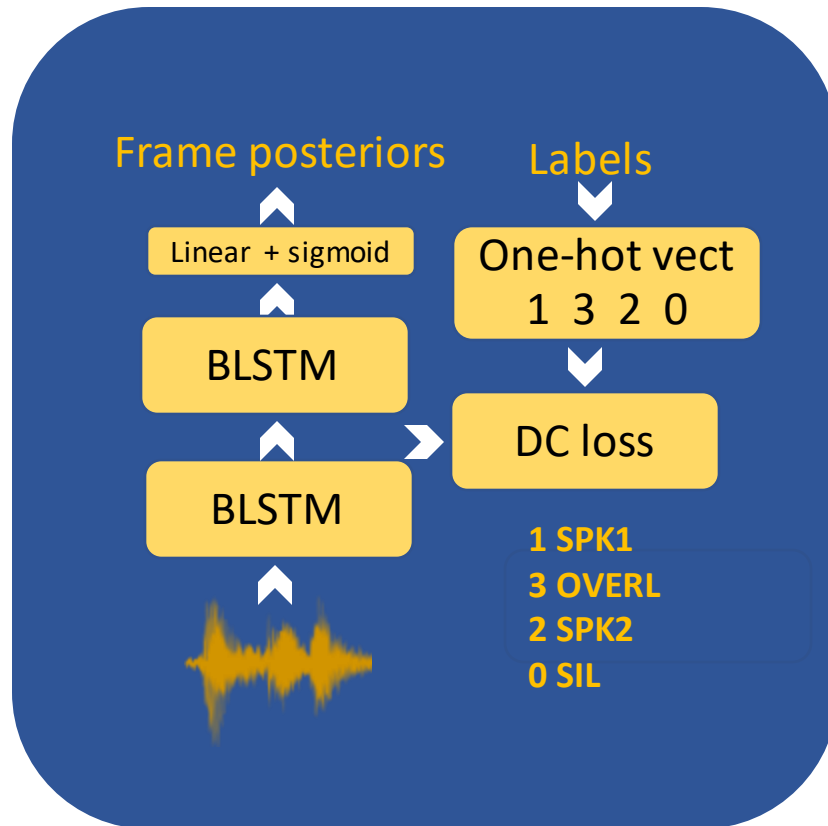 Frame posteriors
Linear + sigmoid
BLSTM
BLSTM
Labels
One-hot vect
1 3 2 0
DC loss
1 SPK1
3 OVERL
2 SPK2
0 SIL